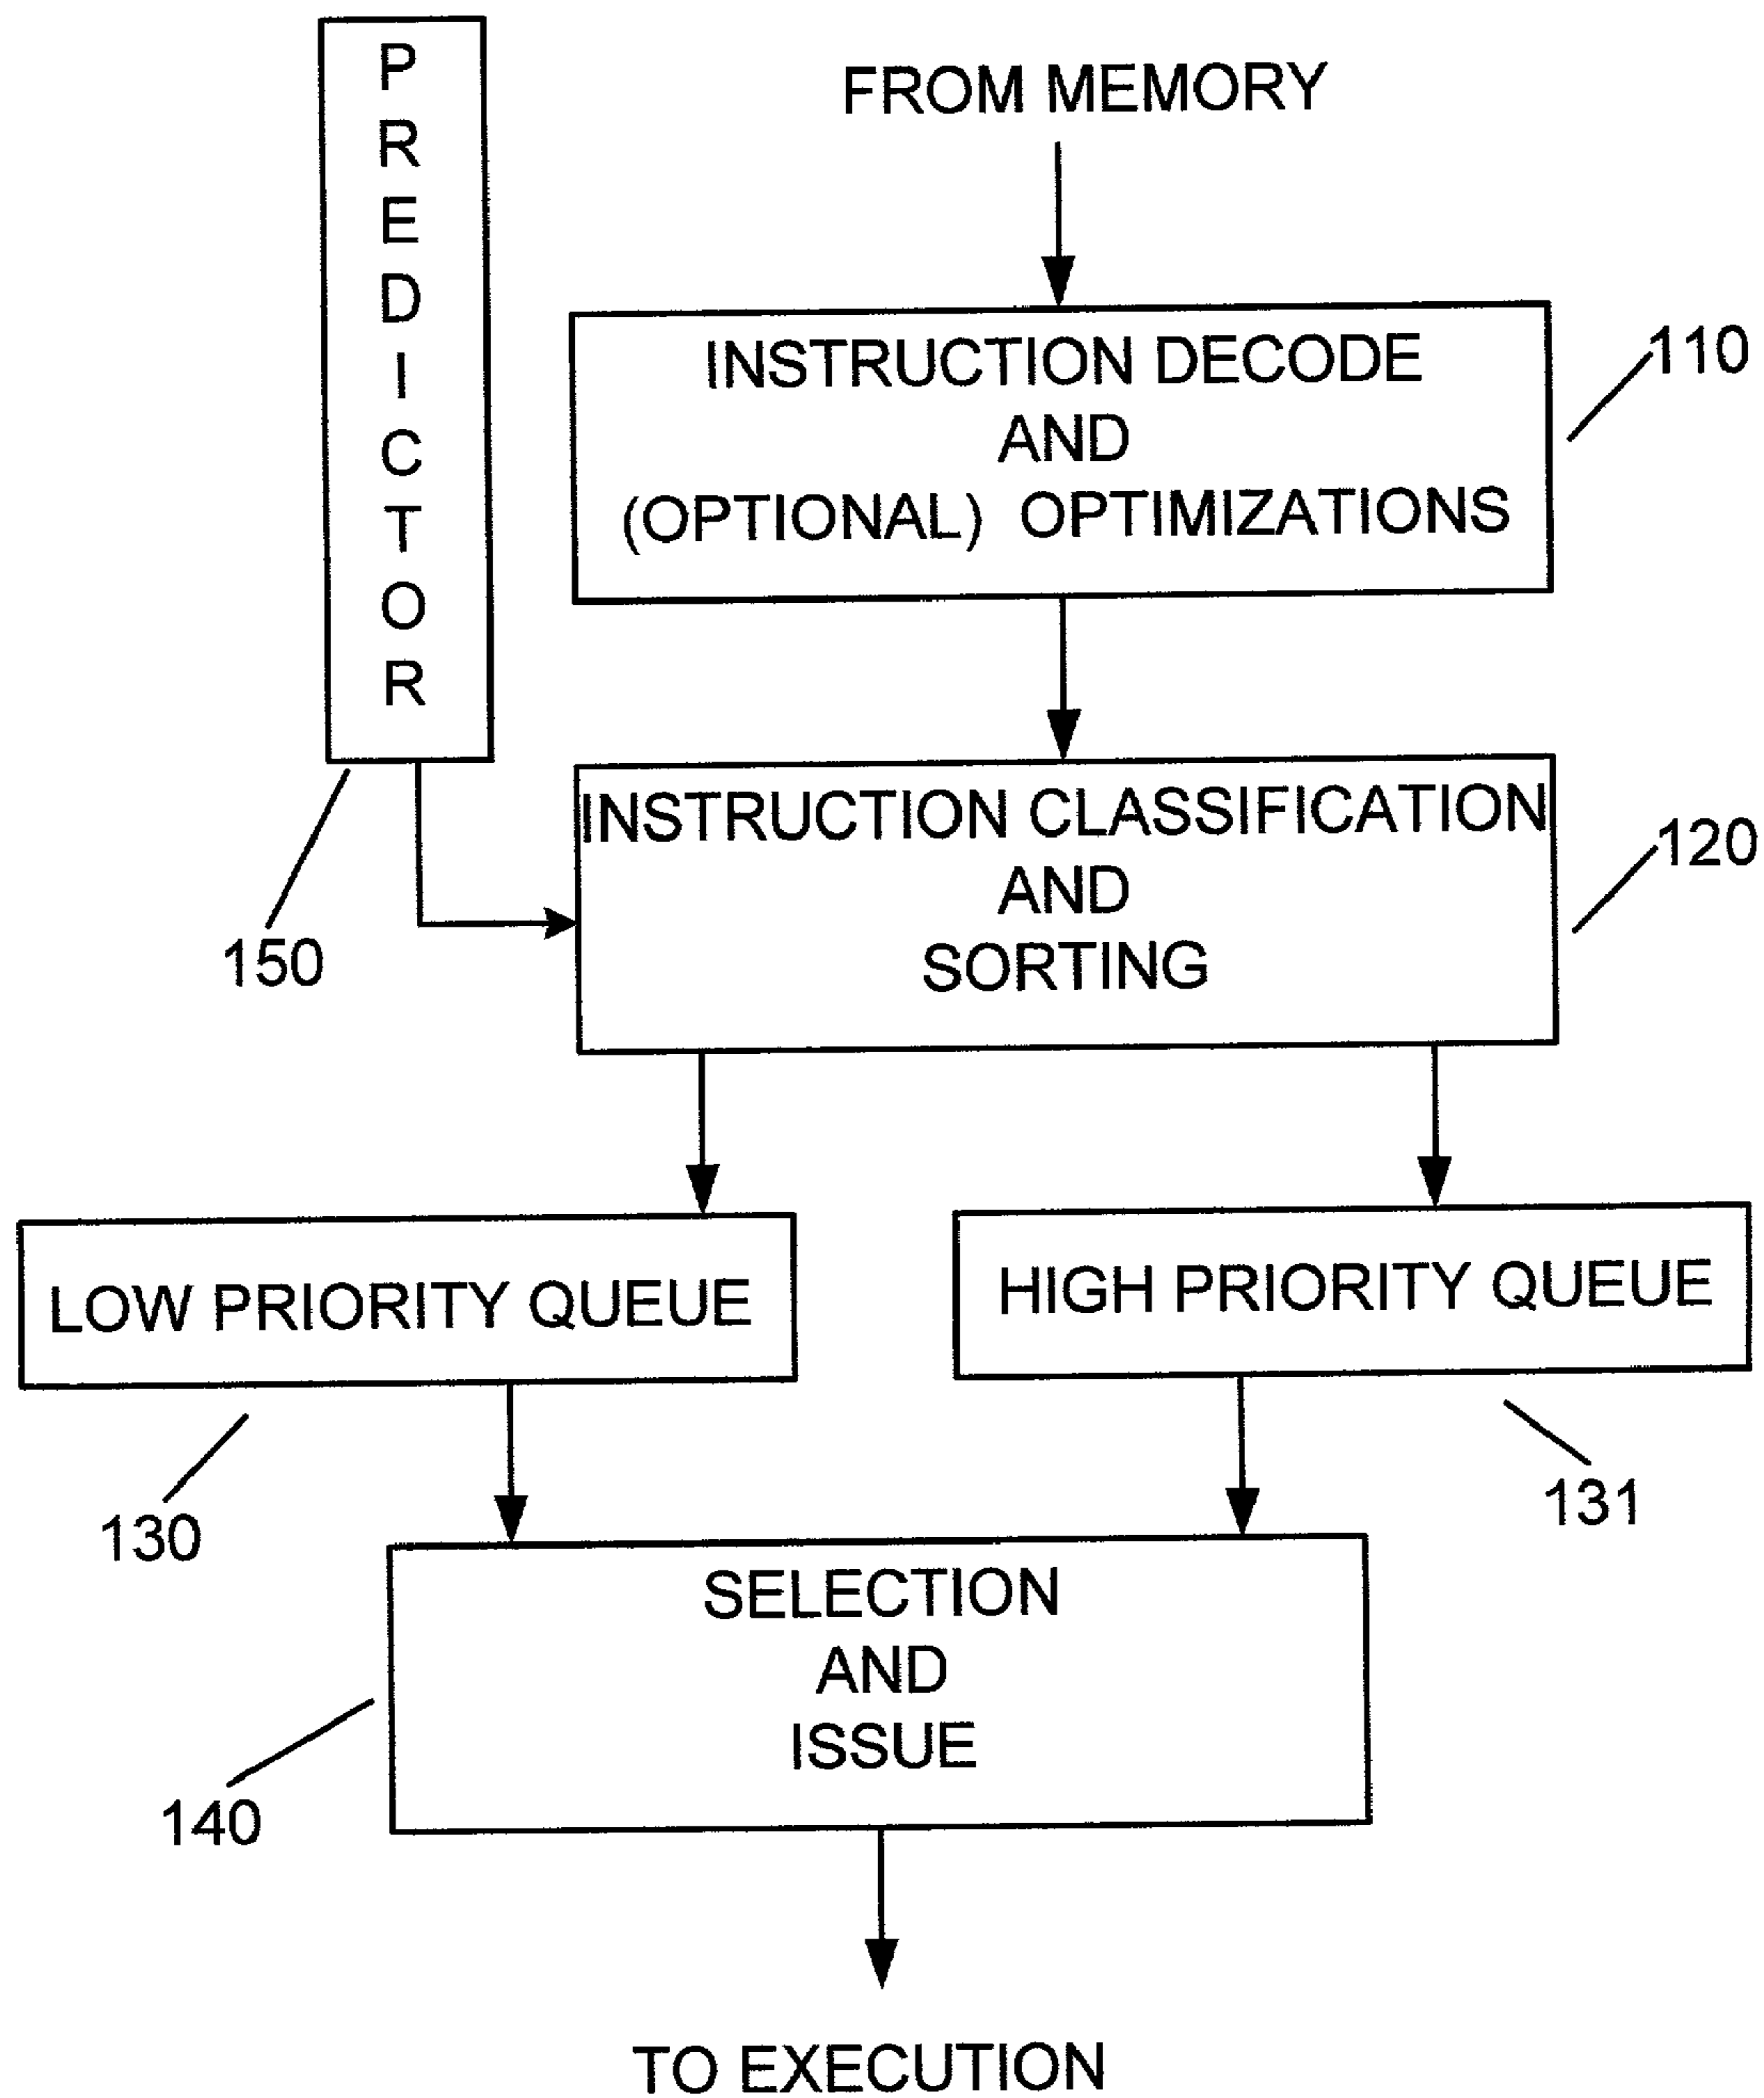 PREDICTOR
FROM MEMORY
INSTRUCTION DECODE
AND
(OPTIONAL) OPTIMIZATIONS
110
INSTRUCTION CLASSIFICATION
AND
SORTING
120
150
LOW PRIORITY QUEUE
HIGH PRIORITY QUEUE
130
131
SELECTION
AND
ISSUE
140
TO EXECUTION